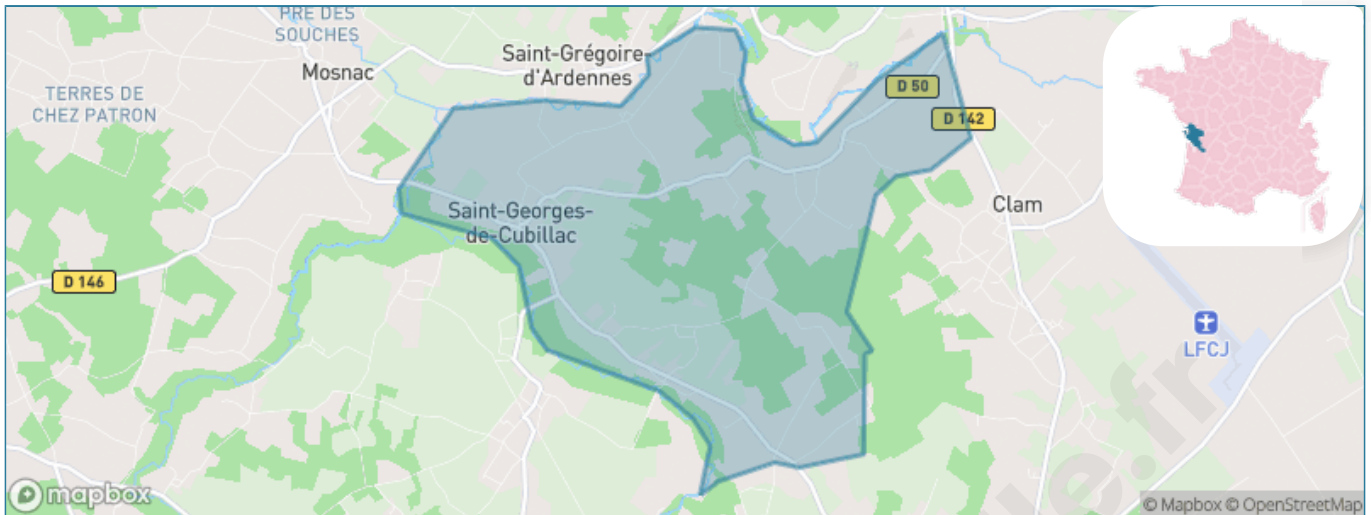 PRÉ DES
SOUCHES
Mosnac
Saint-Grégoire-
d'Ardennes
TERRES DE
CHEZ PATRON
D 50
D 142
Saint-Georges-
de-Cubillac
Clam
D 146
LFCJ
mapbox
© Mapbox © OpenStreetMap